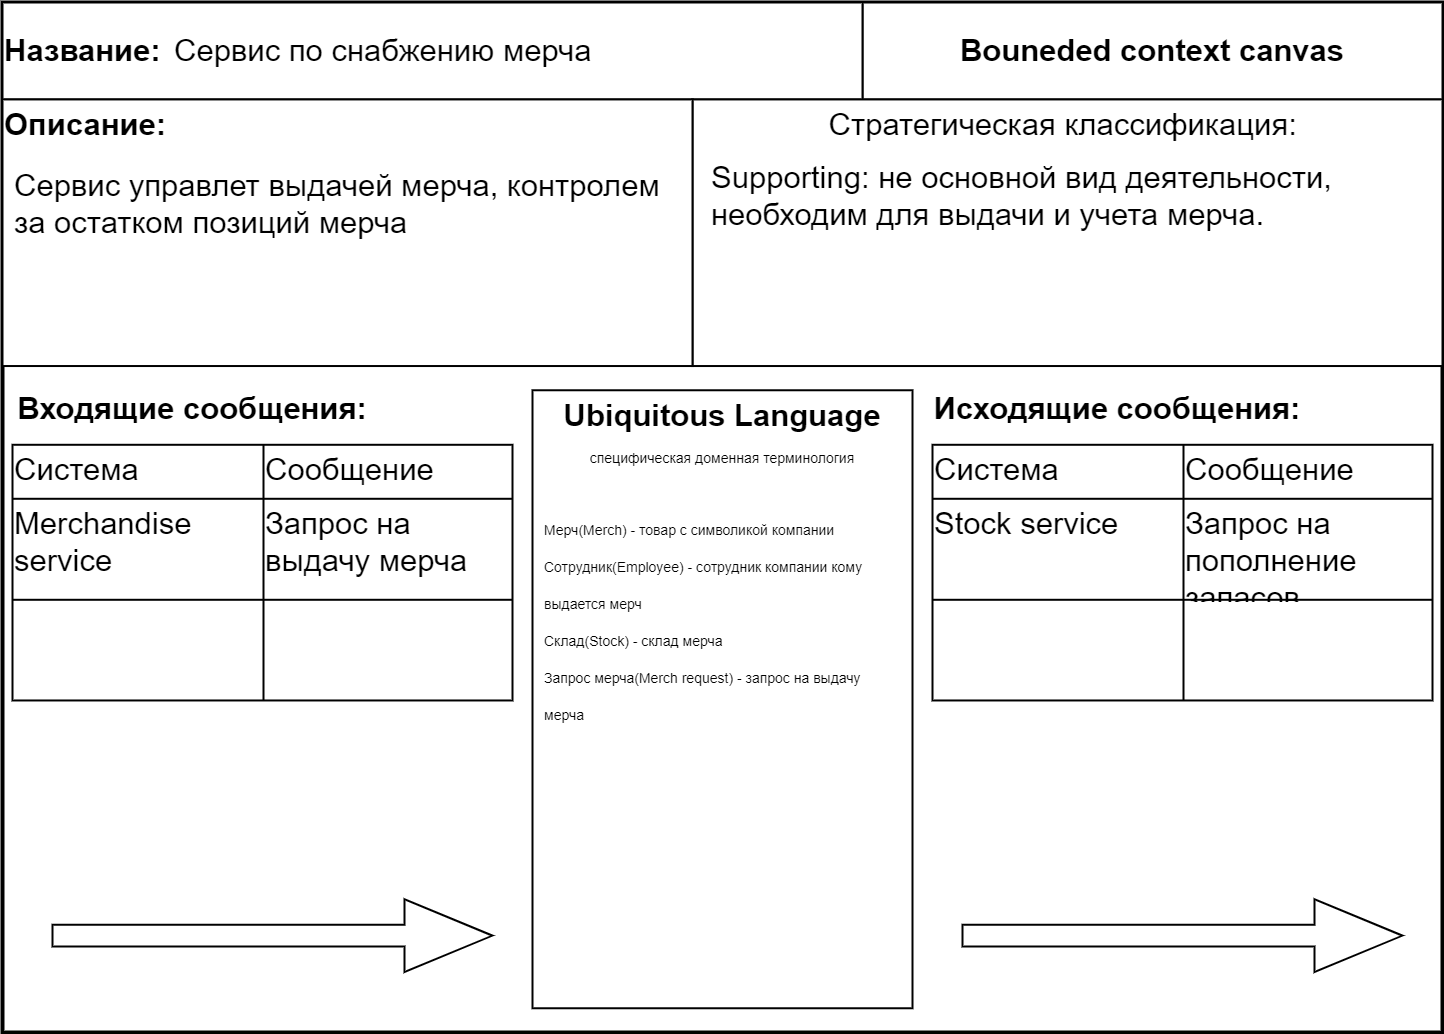 Название: Сервис по снабжению мерча
Bouneded context canvas
Описание:
Сервис управлет выдачей мерча, контролем
за остатком позиций мерча
Стратегическая классификация:
Supporting: не основной вид деятельности,
необходим для выдачи и учета мерча.
Входящие сообщения:
Система
Сообщение
Merchandise
service
Запрос на
выдачу мерча
Ubiquitous Language
специфическая доменная терминология
Мерч(Merch) - товар с символикой компании
Сотрудник(Employee) - сотрудник компании кому
выдается мерч
Склад(Stock) - склад мерча
Запрос мерча(Merch request) - запрос на выдачу
мерча
Исходящие сообщения:
Система
Сообщение
Stock service
Запрос на
пополнение
запасов